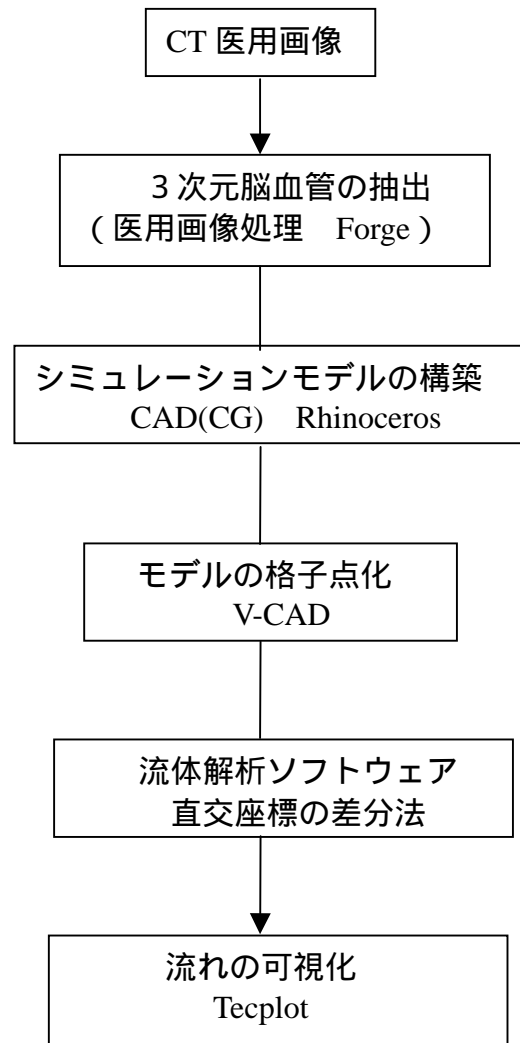 CT 医用画像
３次元脳血管の抽出
（医用画像処理　Forge）
シミュレーションモデルの構築
CAD(CG)　Rhinoceros
モデルの格子点化
V-CAD
流体解析ソフトウェア
直交座標の差分法
流れの可視化
Tecplot